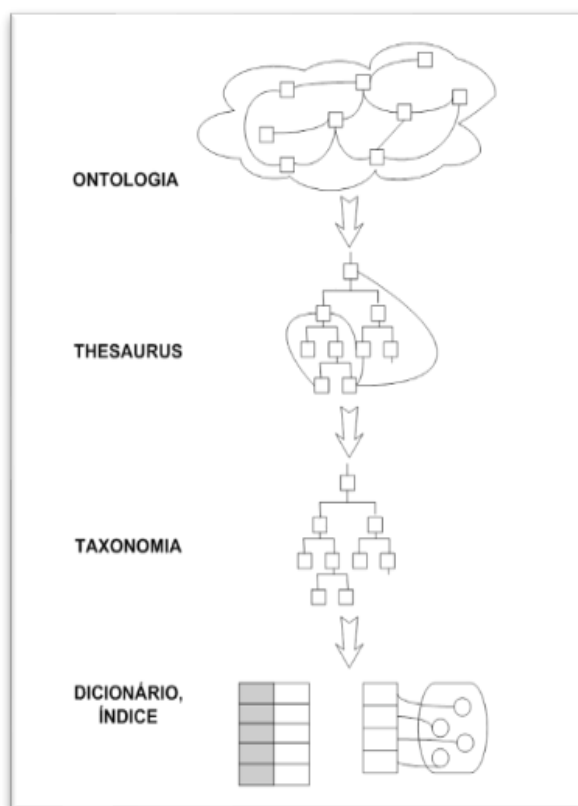 ONTOLOGIA
THESAURUS
TAXONOMIA
DICIONÁRIO,
ÍNDICE